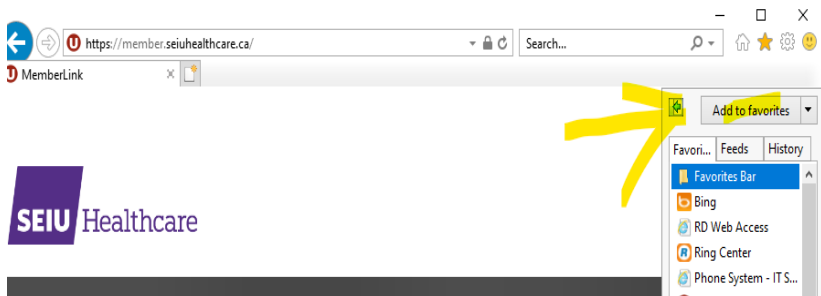 https://member.seiuhealthcare.ca/
Search...
MemberLink
Add to favorites
Favori... Feeds History
Favorites Bar
Bing
RD Web Access
Ring Center
Phone System - IT S...
SEIU Healthcare